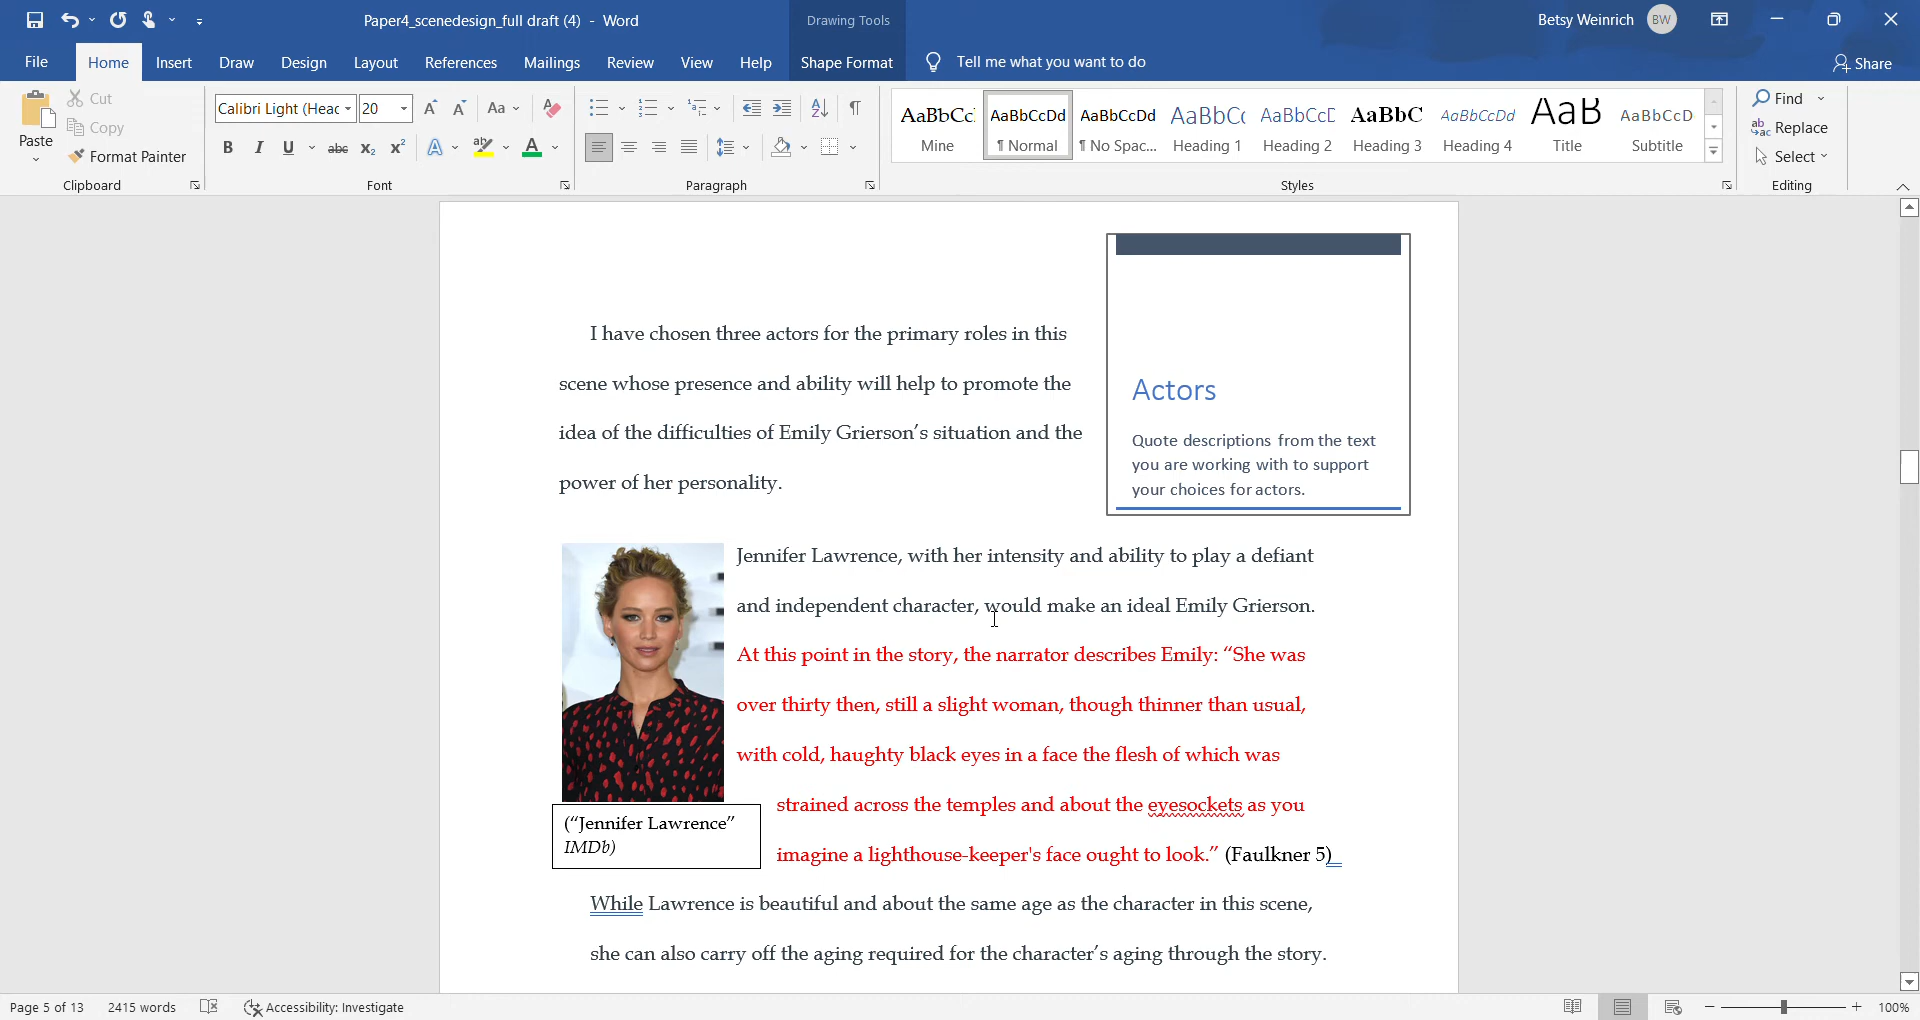 Paper4_scenedesign_full draft (4) - Word
Drawing Tools
Betsy Weinrich
BW
File
Home
Insert
Draw
Design
Layout
References
Mailings
Review
View
Help
Shape Format
Tell me what you want to do
Share
Paste
Cut
Copy
Format Painter
Clipboard
Calibri Light (Head
20
Aa
B I U abc x₂ x² A A
Font
Paragraph
AaBbCc
Mine
AaBbCcDd
¶ Normal
AaBbCcDd
¶ No Spac...
AaBbCc
Heading 1
AaBbCcC
Heading 2
AaBbC
Heading 3
AaBbCcDd
Heading 4
AaB
Title
AaBbCcD
Subtitle
Styles
Find
Replace
Select
Editing
I have chosen three actors for the primary roles in this
scene whose presence and ability will help to promote the
idea of the difficulties of Emily Grierson’s situation and the
power of her personality.
Actors
Quote descriptions from the text
you are working with to support
your choices for actors.
Jennifer Lawrence, with her intensity and ability to play a defiant
and independent character, would make an ideal Emily Grierson.
At this point in the story, the narrator describes Emily: “She was
over thirty then, still a slight woman, though thinner than usual,
with cold, haughty black eyes in a face the flesh of which was
strained across the temples and about the eyesockets as you
imagine a lighthouse-keeper's face ought to look.” (Faulkner 5)
(“Jennifer Lawrence”
IMDb)
While Lawrence is beautiful and about the same age as the character in this scene,
she can also carry off the aging required for the character’s aging through the story.
Page 5 of 13
2415 words
Accessibility: Investigate
100%